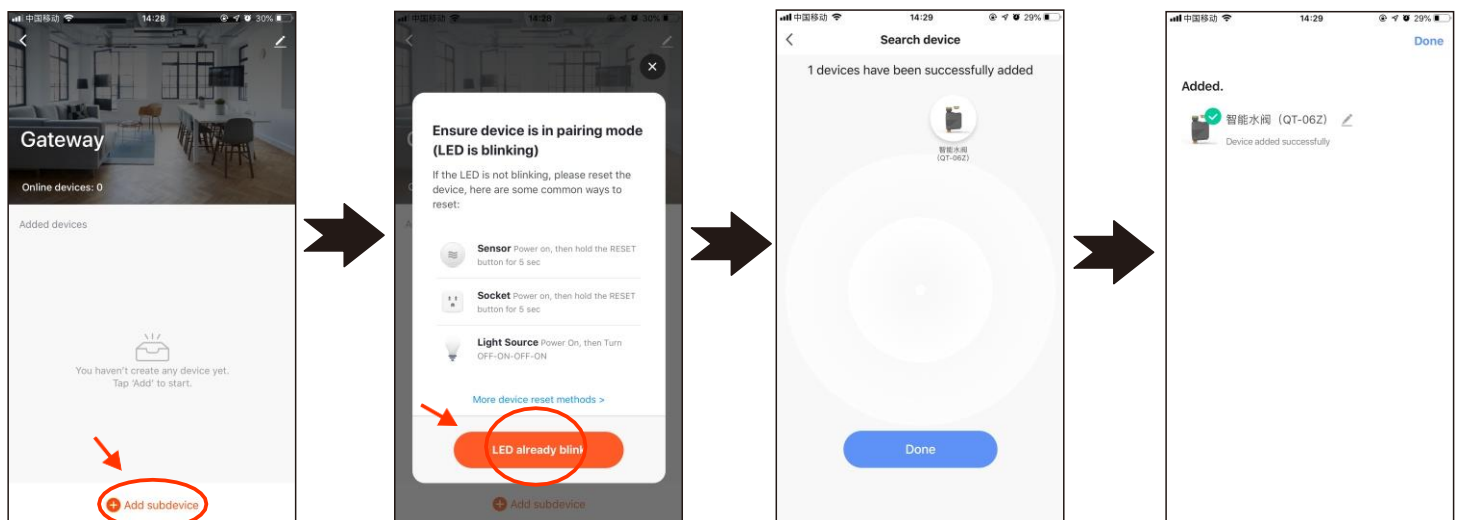 中国移动 14:28 30%
Gateway
Online devices: 0
Added devices
You haven't create any device yet.
Tap 'Add' to start.
Add subdevice
中国移动 14:28 30%
Ensure device is in pairing mode
(LED is blinking)
If the LED is not blinking, please reset the
device, here are some common ways to
reset:
Sensor Power on, then hold the RESET
button for 5 sec
Socket Power on, then hold the RESET
button for 5 sec
Light Source Power On, then Turn
OFF-ON-OFF-ON
More device reset methods >
LED already blink
Add subdevice
中国移动 14:29 29%
Search device
1 devices have been successfully added
智能水阀
(QT-06Z)
Done
中国移动 14:29 29%
Done
Added.
智能水阀（QT-06Z）
Device added successfully